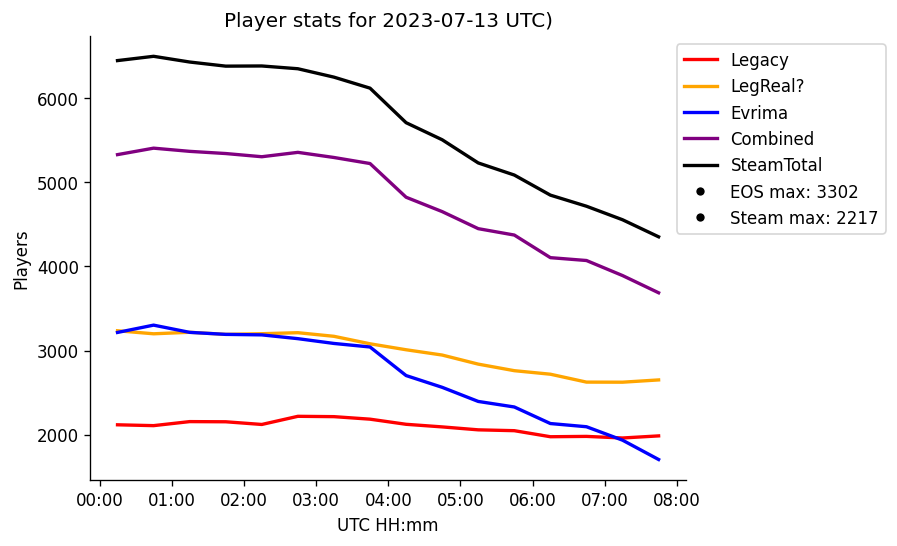 Player stats for 2023-07-13 UTC)
Legacy
LegReal?
Evrima
Combined
SteamTotal
EOS max: 3302
Steam max: 2217
Players
6000
5000
4000
3000
2000
00:00 01:00 02:00 03:00 04:00 05:00 06:00 07:00 08:00
UTC HH:mm